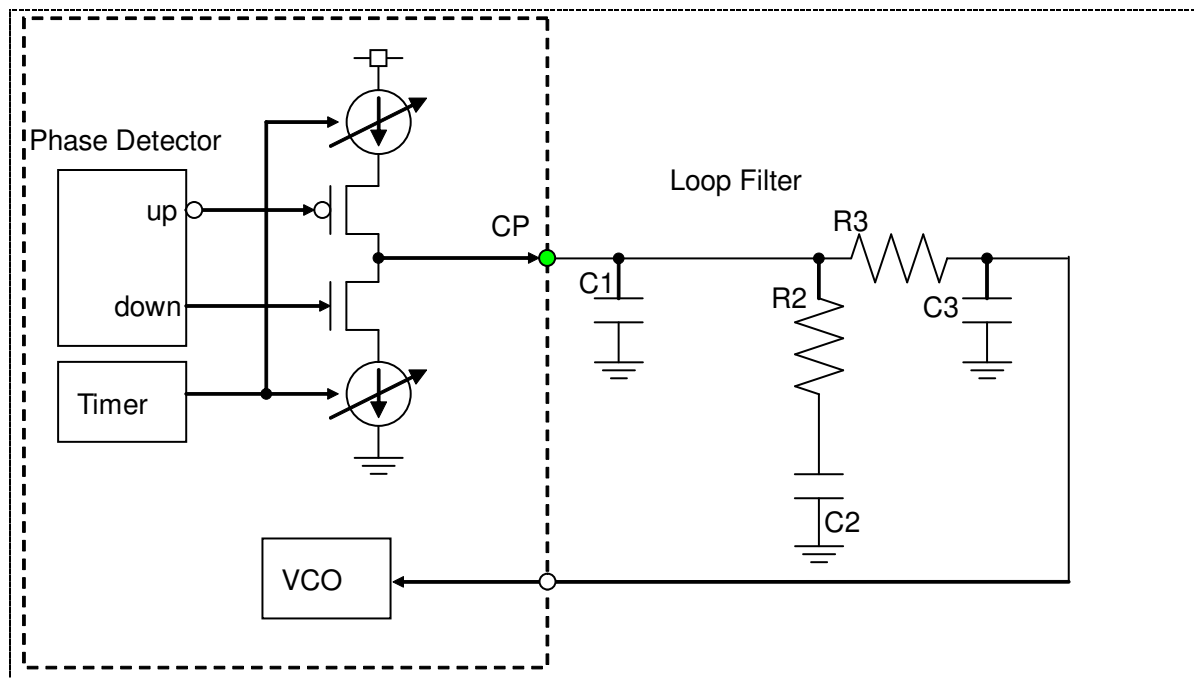 Phase Detector
up
down
Timer
VCO
CP
Loop Filter
C1
R2
C2
R3
C3